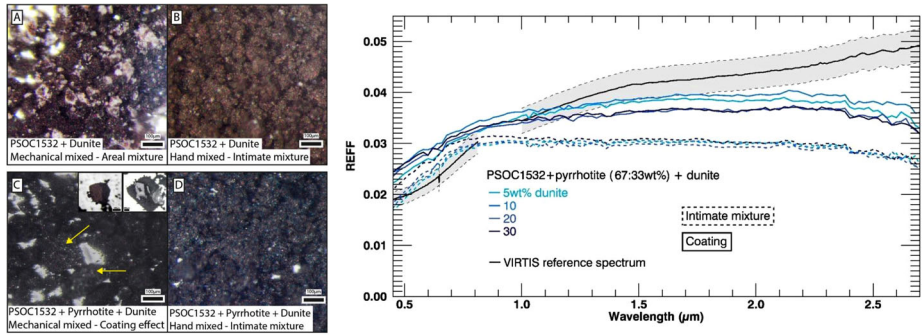 A
PSOC1532 + Dunite
Mechanical mixed - Areal mixture
100µm
B
PSOC1532 + Dunite
Hand mixed - Intimate mixture
100µm
C
PSOC1532 + Pyrrhotite + Dunite
Mechanical mixed - Coating effect
100µm
D
PSOC1532 + Pyrrhotite + Dunite
Hand mixed - Intimate mixture
100µm
REFF
0.05
0.04
0.03
0.02
0.01
0.00
PSOC1532+pyrrhotite (67:33wt%) + dunite
5wt% dunite
10
20
30
Intimate mixture
Coating
VIRTIS reference spectrum
0.5
1.0
1.5
2.0
2.5
Wavelength (µm)